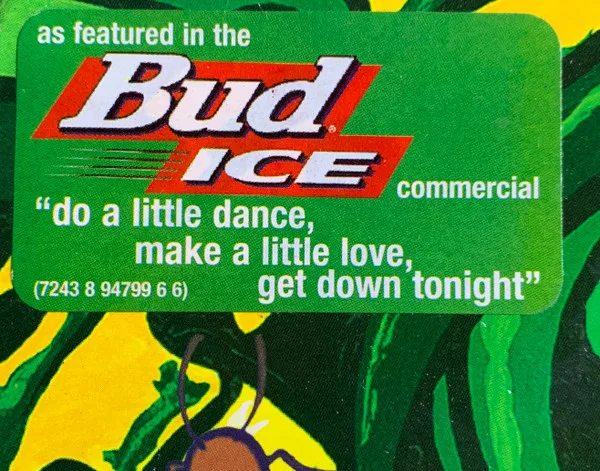 as featured in the
Bud
ICE
commercial
“do a little dance,
make a little love,
get down tonight”
(7243 8 94799 6 6)